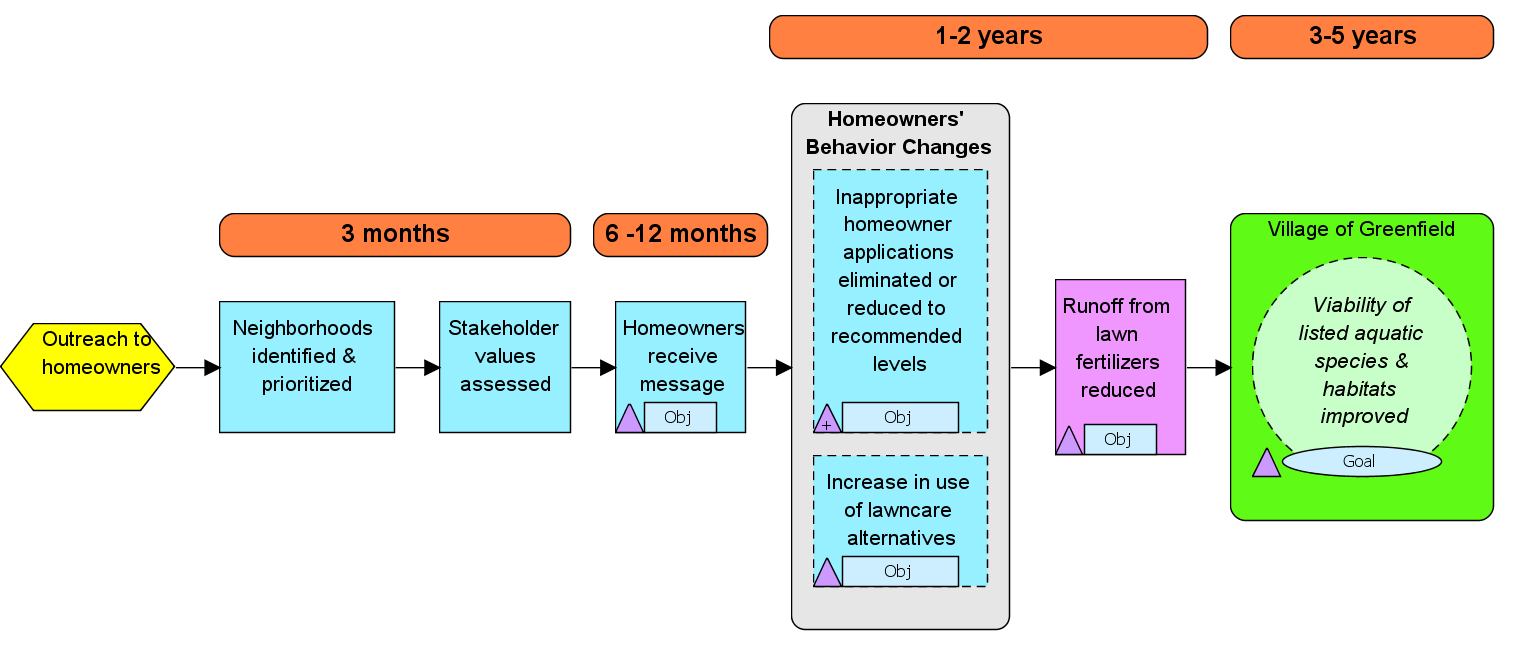 1-2 years
3-5 years
3 months
6 -12 months
Outreach to
homeowners
Neighborhoods
identified &
prioritized
Stakeholder
values
assessed
Homeowners
receive
message
Obj
Homeowners'
Behavior Changes
Inappropriate
homeowner
applications
eliminated or
reduced to
recommended
levels
+
Obj
Increase in use
of lawncare
alternatives
Obj
Runoff from
lawn
fertilizers
reduced
Obj
Village of Greenfield
Viability of
listed aquatic
species &
habitats
improved
Goal